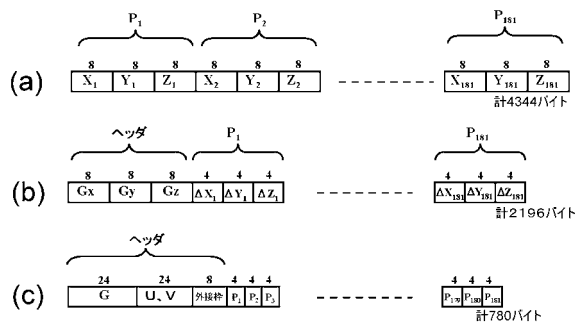 P1 P2 P181
8 8 8 8 8 8 8 8 8
(a) X1 Y1 Z1 X2 Y2 Z2 X181 Y181 Z181
計4344バイト
ヘッダ P1 P181
8 8 8 4 4 4 4 4 4
(b) Gx Gy Gz ΔX1 ΔY1 ΔZ1 ΔX181 ΔY181 ΔZ181
計2196バイト
ヘッダ
24 24 8 4 4 4 4 4 4
(c) G U、V 外接枠 P1 P2 P3 P179 P180 P181
計780バイト